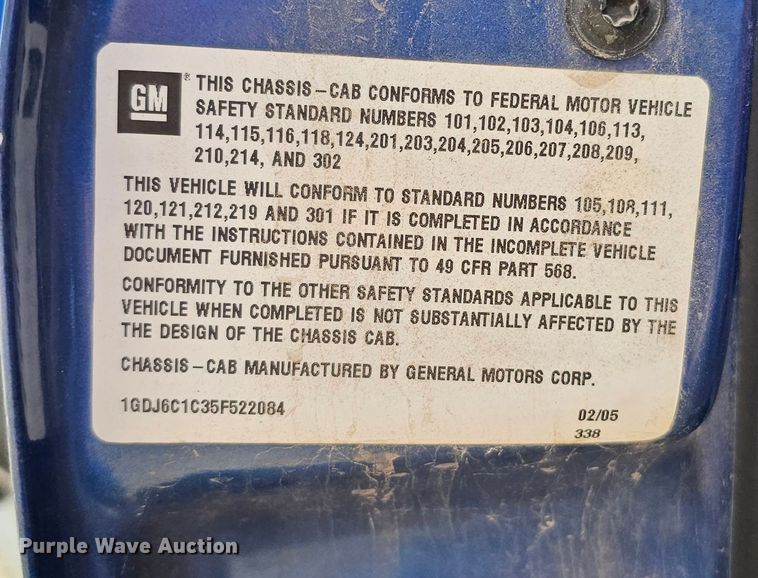 GM ® THIS CHASSIS-CAB CONFORMS TO FEDERAL MOTOR VEHICLE
SAFETY STANDARD NUMBERS 101,102,103,104,106,113,
114,115,116,118,124,201,203,204,205,206,207,208,209,
210,214, AND 302
THIS VEHICLE WILL CONFORM TO STANDARD NUMBERS 105,108,111,
120,121,212,219 AND 301 IF IT IS COMPLETED IN ACCORDANCE
WITH THE INSTRUCTIONS CONTAINED IN THE INCOMPLETE VEHICLE
DOCUMENT FURNISHED PURSUANT TO 49 CFR PART 568.
CONFORMITY TO THE OTHER SAFETY STANDARDS APPLICABLE TO THIS
VEHICLE WHEN COMPLETED IS NOT SUBSTANTIALLY AFFECTED BY THE
THE DESIGN OF THE CHASSIS CAB.
CHASSIS-CAB MANUFACTURED BY GENERAL MOTORS CORP.
1GDJ6C1C35F522084 02/05
338
Purple Wave Auction